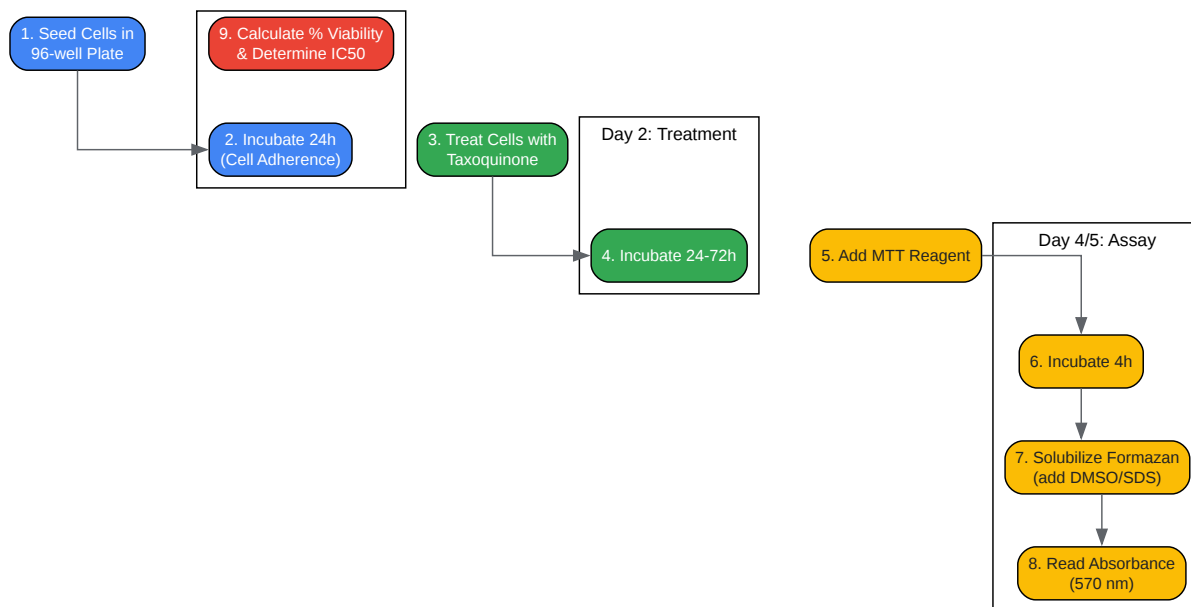 1. Seed Cells in
96-well Plate
9. Calculate % Viability
& Determine IC50
2. Incubate 24h
(Cell Adherence)
3. Treat Cells with
Taxoquinone
Day 2: Treatment
4. Incubate 24-72h
5. Add MTT Reagent
Day 4/5: Assay
6. Incubate 4h
7. Solubilize Formazan
(add DMSO/SDS)
8. Read Absorbance
(570 nm)